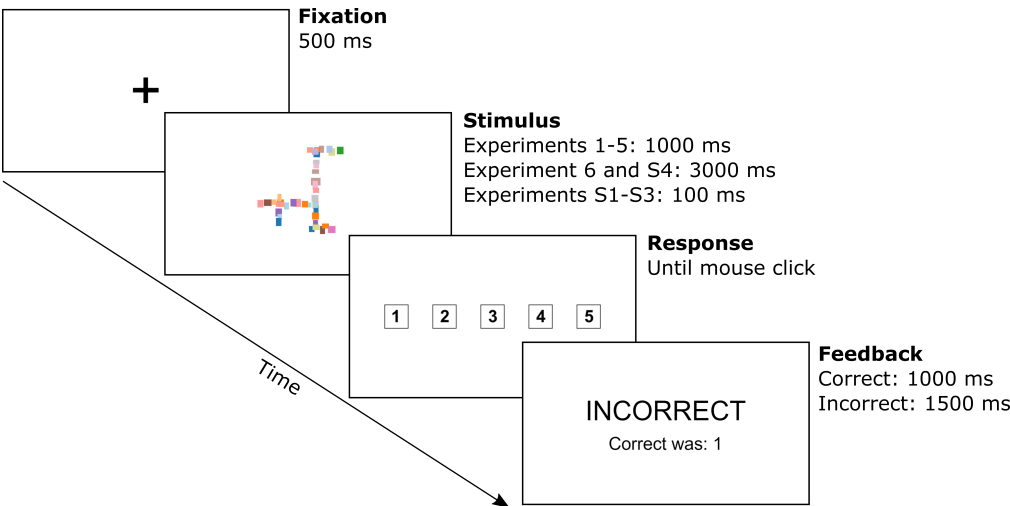 Fixation
500 ms
Stimulus
Experiments 1-5: 1000 ms
Experiment 6 and S4: 3000 ms
Experiments S1-S3: 100 ms
Response
Until mouse click
1 2 3 4 5
Time
Feedback
Correct: 1000 ms
Incorrect: 1500 ms
INCORRECT
Correct was: 1